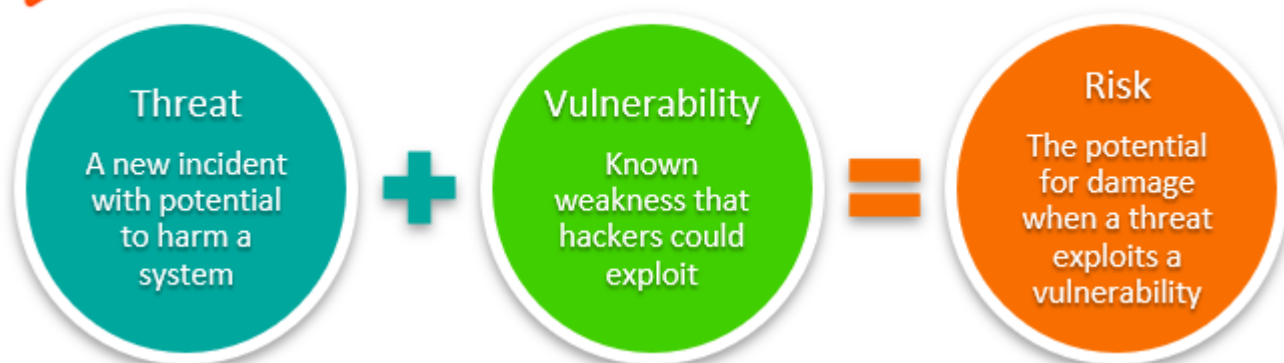 Threat
A new incident
with potential
to harm a
system
Vulnerability
Known
weakness that
hackers could
exploit
Risk
The potential
for damage
when a threat
exploits a
vulnerability